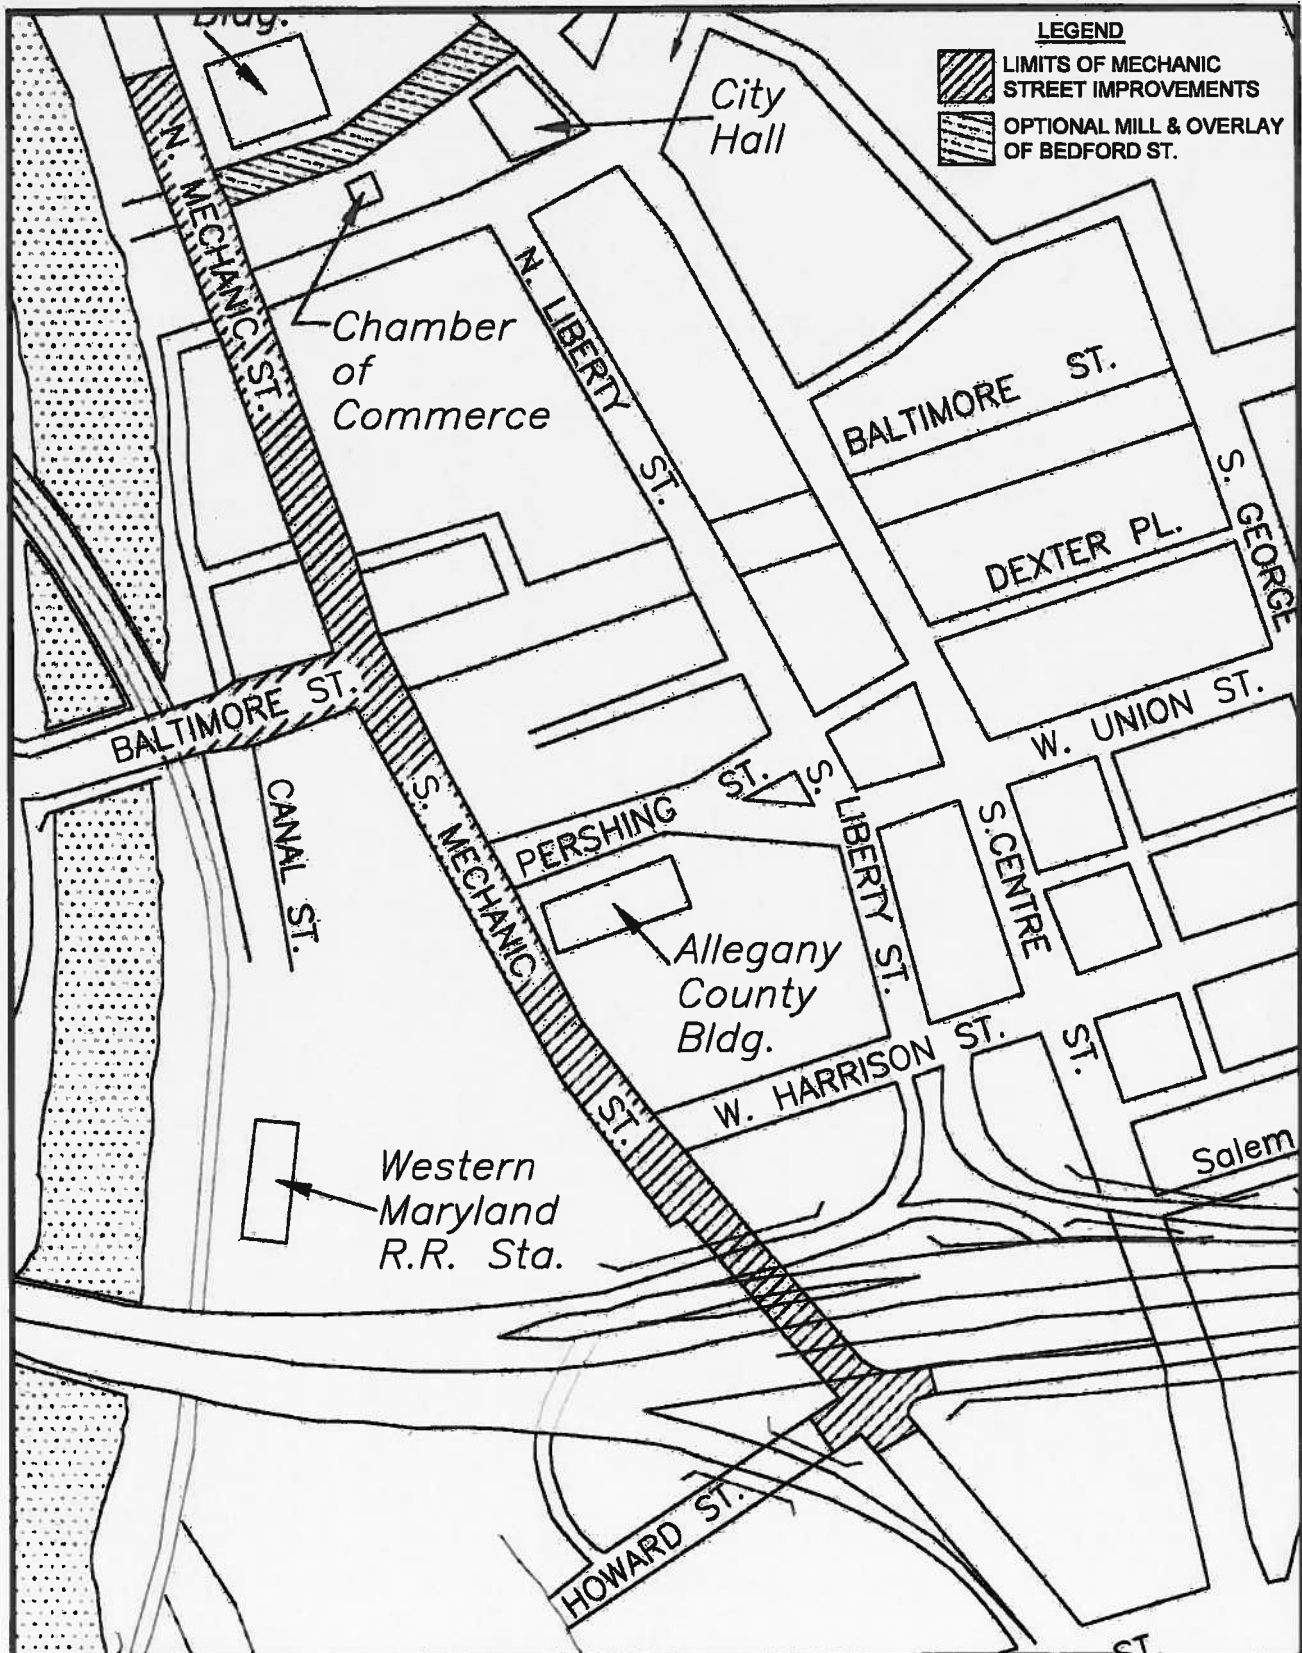 Bldg.
LEGEND
LIMITS OF MECHANIC
STREET IMPROVEMENTS
OPTIONAL MILL & OVERLAY
OF BEDFORD ST.
City
Hall
N. MECHANIC ST.
Chamber
of
Commerce
N. LIBERTY ST.
BALTIMORE ST.
S. GEORGE
DEXTER PL.
BALTIMORE ST.
W. UNION ST.
CANAL ST.
S. MECHANIC ST.
PERSHING ST.
S. LIBERTY ST.
S. CENTRE ST.
Allegany
County
Bldg.
W. HARRISON ST.
Salem
Western
Maryland
R.R. Sta.
HOWARD ST.
ST.